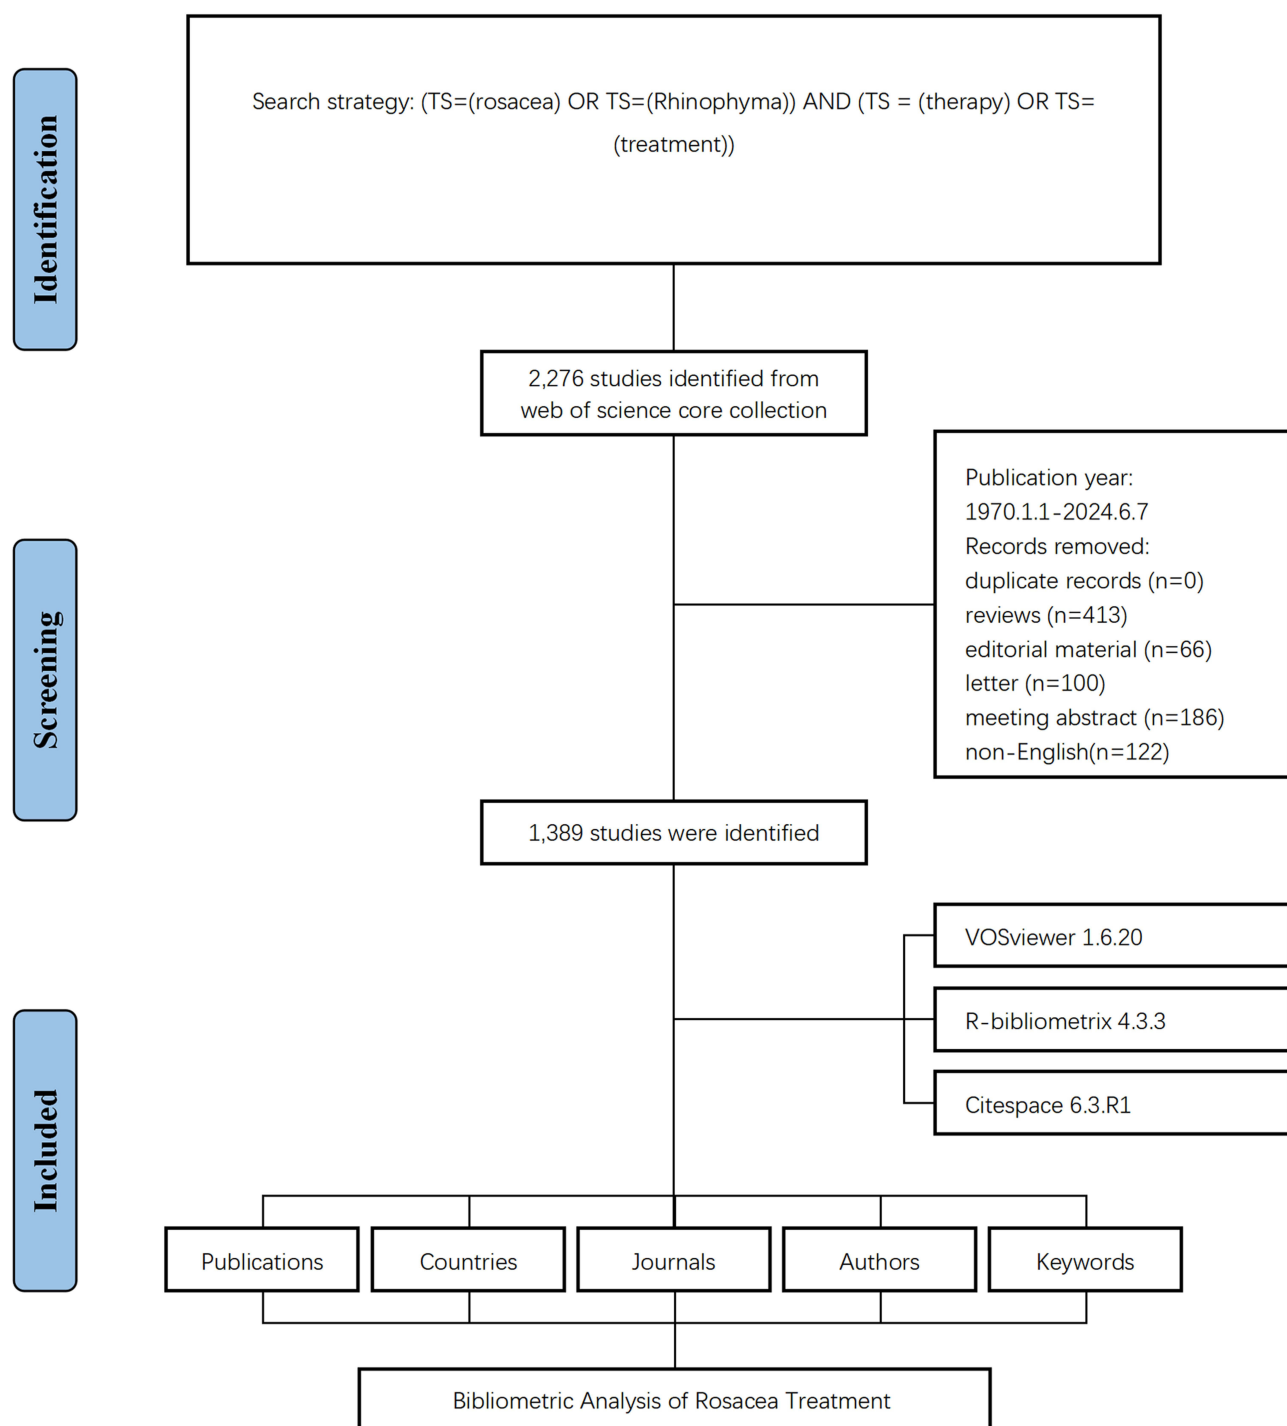 Identification
Search strategy: (TS=(rosacea) OR TS=(Rhinophyma)) AND (TS = (therapy) OR TS=
(treatment))
2,276 studies identified from
web of science core collection
Screening
Publication year:
1970.1.1-2024.6.7
Records removed:
duplicate records (n=0)
reviews (n=413)
editorial material (n=66)
letter (n=100)
meeting abstract (n=186)
non-English(n=122)
1,389 studies were identified
Included
VOSviewer 1.6.20
R-bibliometrix 4.3.3
Citespace 6.3.R1
Publications
Countries
Journals
Authors
Keywords
Bibliometric Analysis of Rosacea Treatment